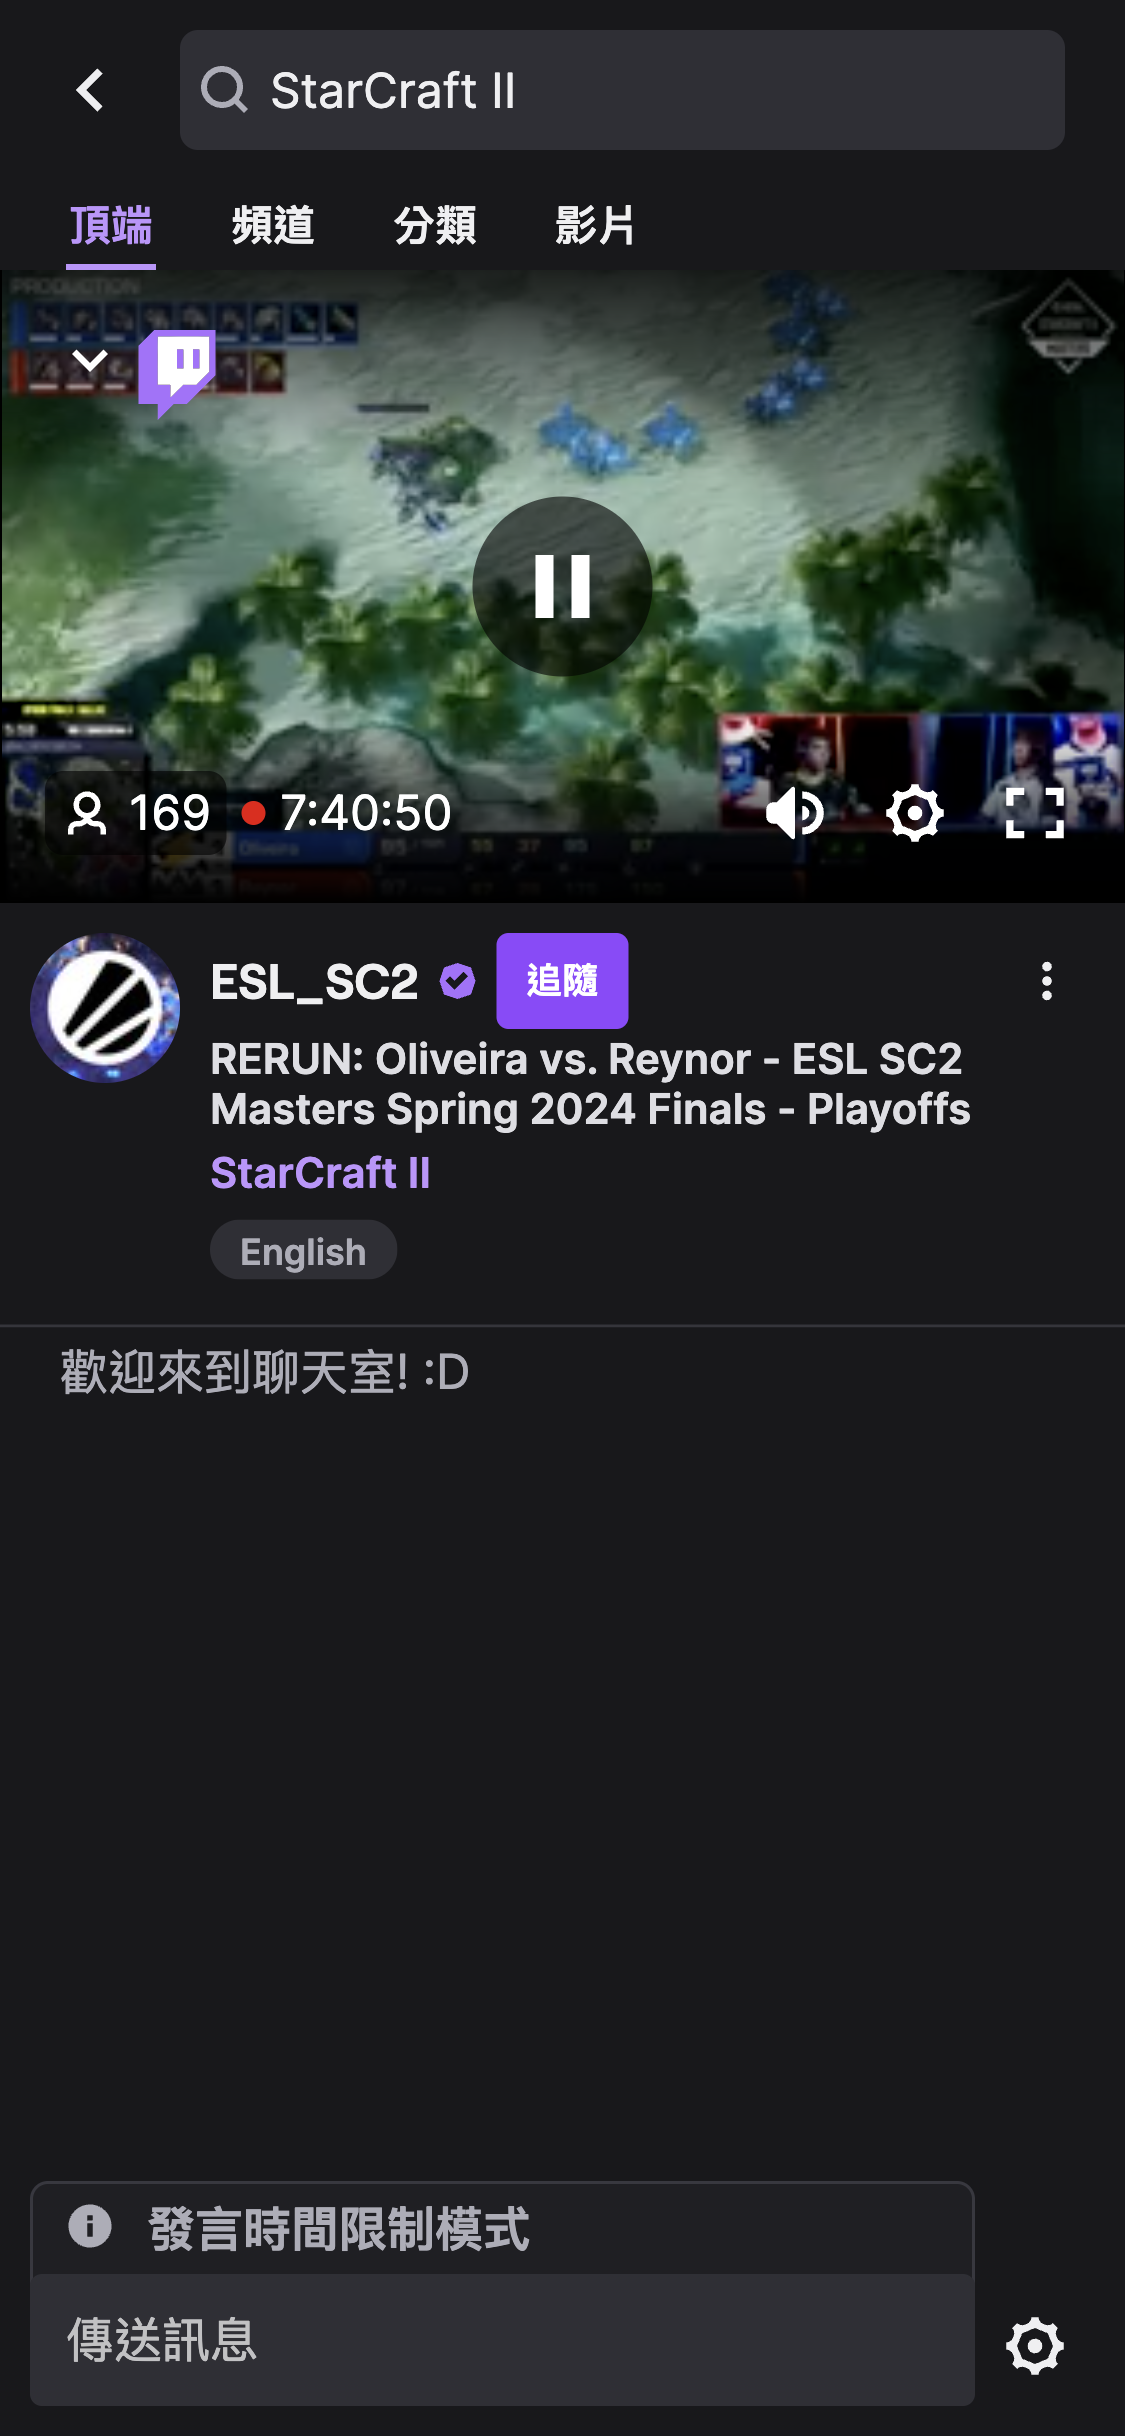 StarCraft II
頂端 頻道 分類 影片
PRODUCTION
169 7:40:50
ESL_SC2 追隨
RERUN: Oliveira vs. Reynor - ESL SC2
Masters Spring 2024 Finals - Playoffs
StarCraft II
English
歡迎來到聊天室! :D
發言時間限制模式
傳送訊息